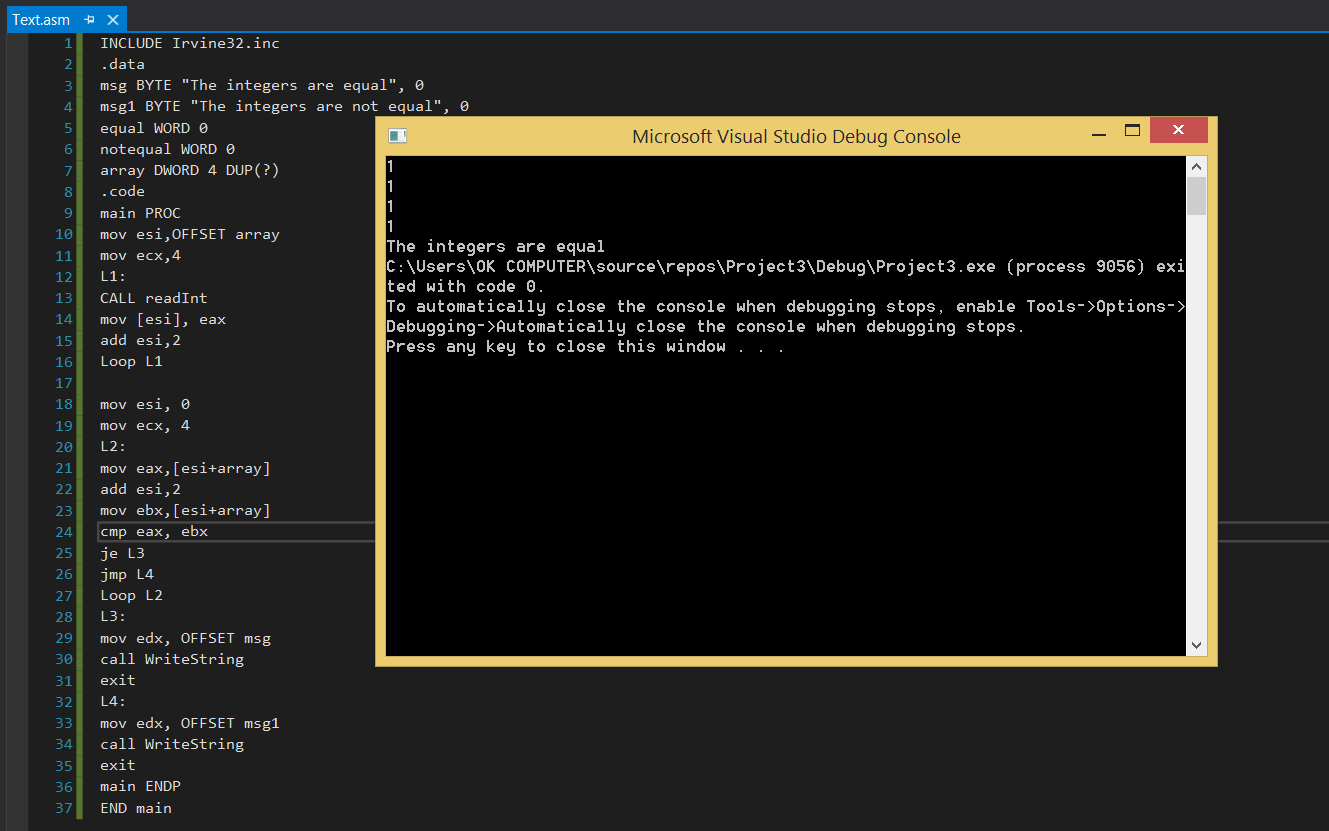 Text.asm
1 INCLUDE Irvine32.inc
2 .data
3 msg BYTE "The integers are equal", 0
4 msg1 BYTE "The integers are not equal", 0
5 equal WORD 0
6 notequal WORD 0
7 array DWORD 4 DUP(?)
8 .code
9 main PROC
10 mov esi,OFFSET array
11 mov ecx,4
12 L1:
13 CALL readInt
14 mov [esi], eax
15 add esi,2
16 Loop L1
17
18 mov esi, 0
19 mov ecx, 4
20 L2:
21 mov eax,[esi+array]
22 add esi,2
23 mov ebx,[esi+array]
24 cmp eax, ebx
25 je L3
26 jmp L4
27 Loop L2
28 L3:
29 mov edx, OFFSET msg
30 call WriteString
31 exit
32 L4:
33 mov edx, OFFSET msg1
34 call WriteString
35 exit
36 main ENDP
37 END main
Microsoft Visual Studio Debug Console
1
1
1
1
The integers are equal
C:\Users\OK COMPUTER\source\repos\Project3\Debug\Project3.exe (process 9056) exi
ted with code 0.
To automatically close the console when debugging stops, enable Tools->Options->
Debugging->Automatically close the console when debugging stops.
Press any key to close this window . . .